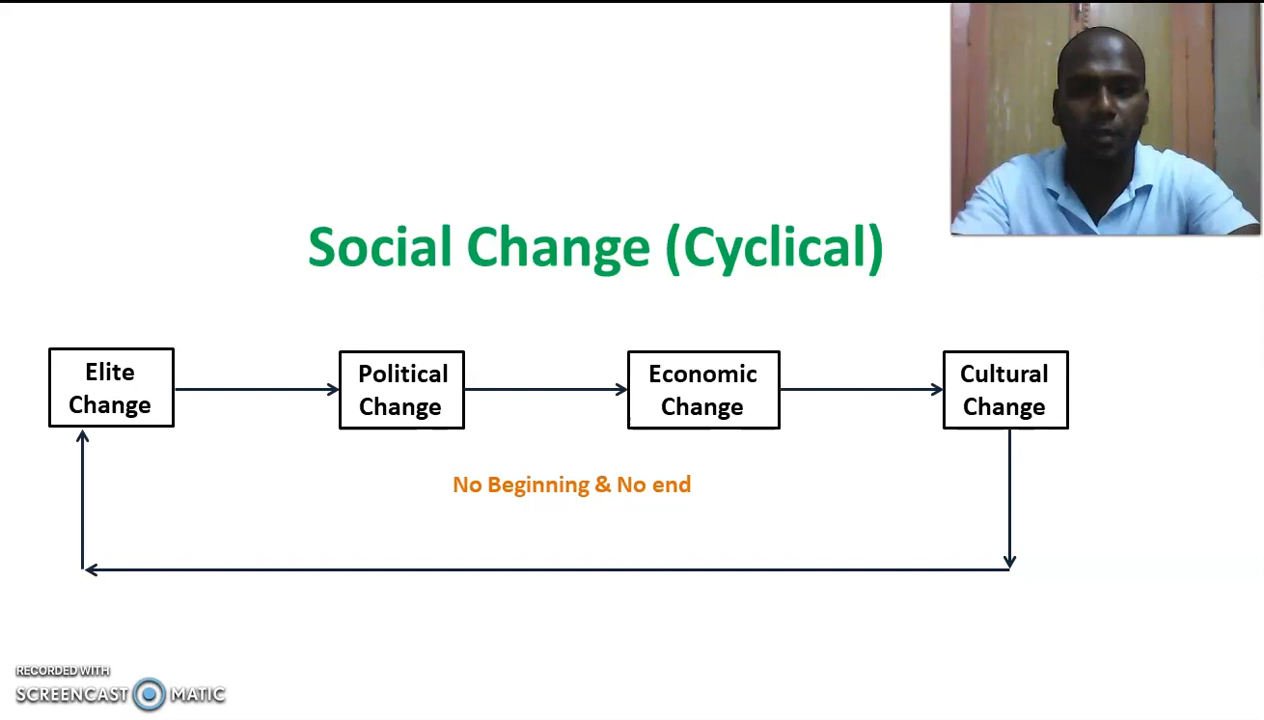 Social Change (Cyclical)
Elite
Change
Political
Change
Economic
Change
Cultural
Change
No Beginning & No end
RECORDED WITH
SCREENCAST MATIC